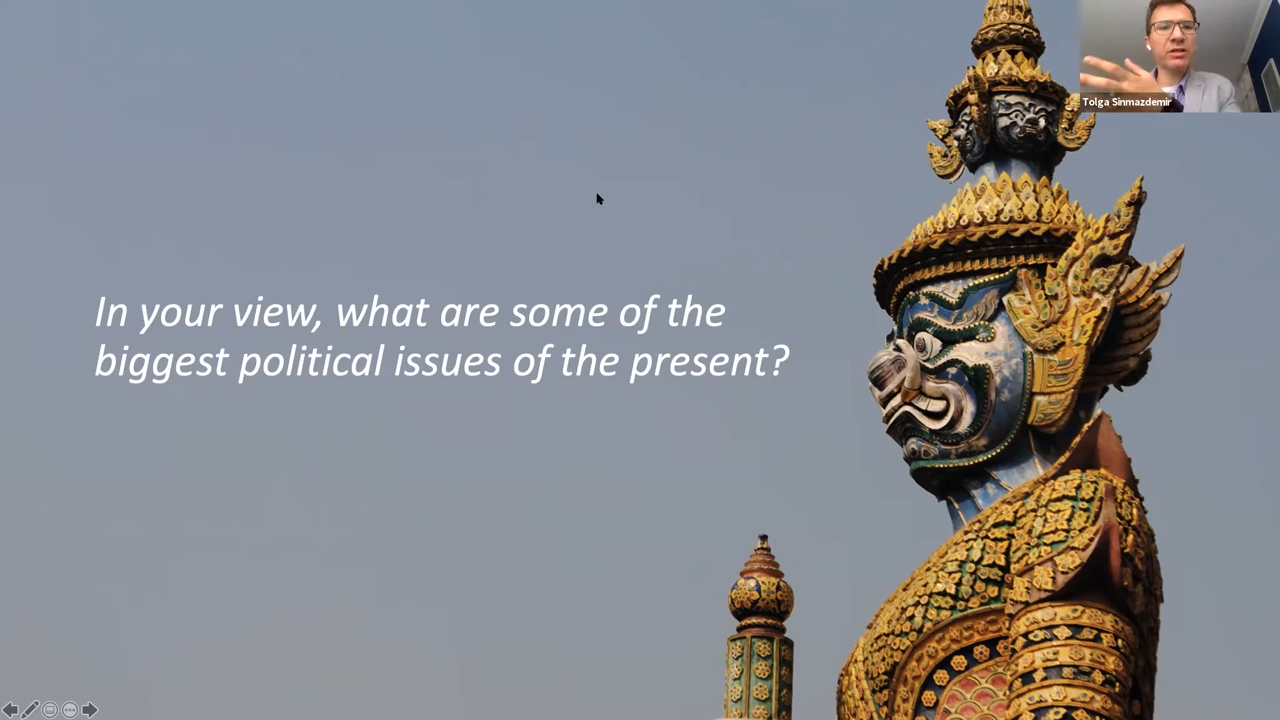 Tolga Sinmazdemir
In your view, what are some of the
biggest political issues of the present?